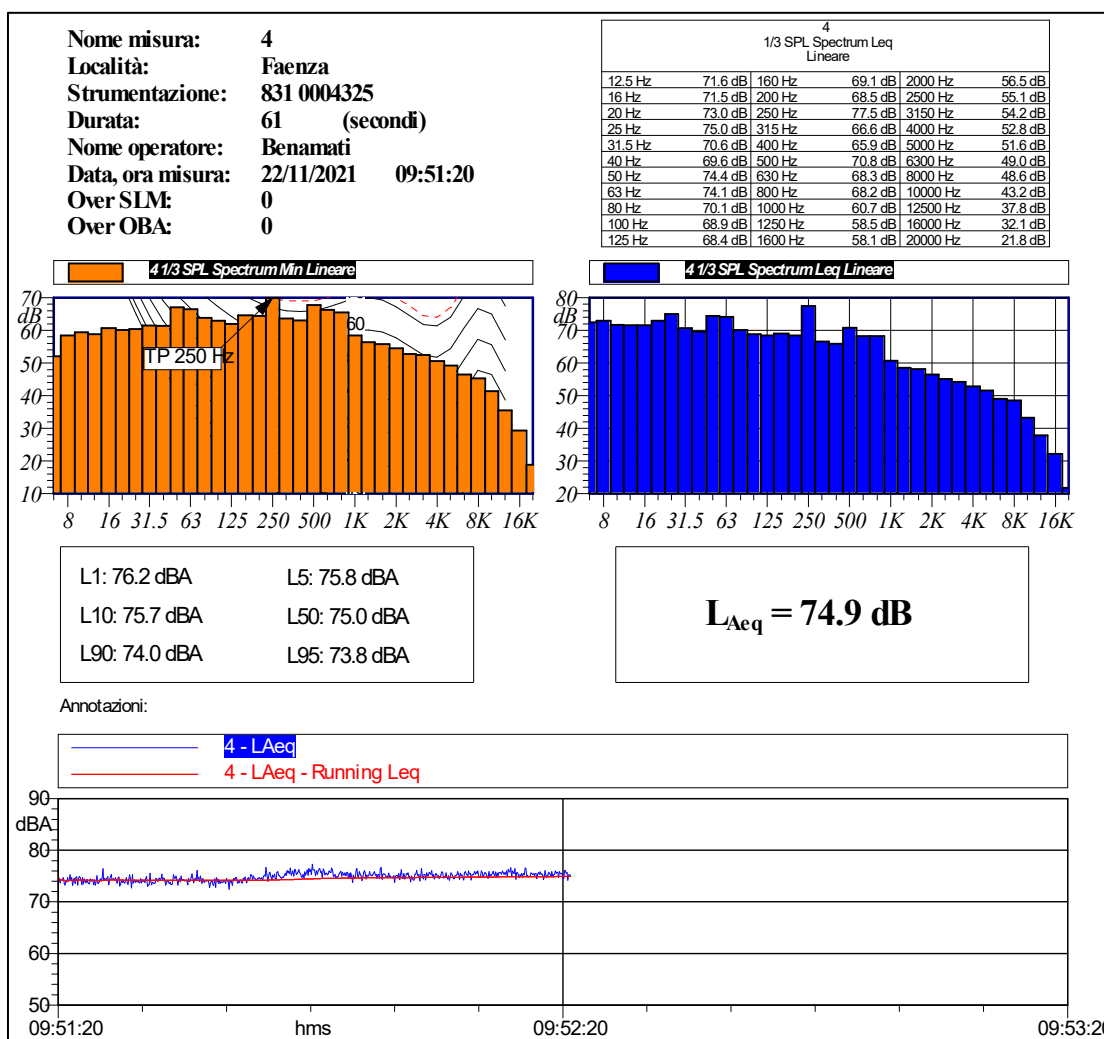 Nome misura: 4
Località: Faenza
Strumentazione: 831 0004325
Durata: 61 (secondi)
Nome operatore: Benamati
Data, ora misura: 22/11/2021 09:51:20
Over SLM: 0
Over OBA: 0
4
1/3 SPL Spectrum Leq
Lineare
12.5 Hz 71.6 dB 160 Hz 69.1 dB 2000 Hz 56.5 dB
16 Hz 71.5 dB 200 Hz 68.5 dB 2500 Hz 55.1 dB
20 Hz 73.0 dB 250 Hz 77.5 dB 3150 Hz 54.2 dB
25 Hz 75.0 dB 315 Hz 66.6 dB 4000 Hz 52.8 dB
31.5 Hz 70.6 dB 400 Hz 65.9 dB 5000 Hz 51.6 dB
40 Hz 69.6 dB 500 Hz 70.8 dB 6300 Hz 49.0 dB
50 Hz 74.4 dB 630 Hz 68.3 dB 8000 Hz 48.6 dB
63 Hz 74.1 dB 800 Hz 68.2 dB 10000 Hz 43.2 dB
80 Hz 70.1 dB 1000 Hz 60.7 dB 12500 Hz 37.8 dB
100 Hz 68.9 dB 1250 Hz 58.5 dB 16000 Hz 32.1 dB
125 Hz 68.4 dB 1600 Hz 58.1 dB 20000 Hz 21.8 dB
4 1/3 SPL Spectrum Min Lineare
70
dB
60
50
40
30
20
10
60
TP 250 Hz
8 16 31.5 63 125 250 500 1K 2K 4K 8K 16K
4 1/3 SPL Spectrum Leq Lineare
80
dB
70
60
50
40
30
20
8 16 31.5 63 125 250 500 1K 2K 4K 8K 16K
L1: 76.2 dBA L5: 75.8 dBA
L10: 75.7 dBA L50: 75.0 dBA
L90: 74.0 dBA L95: 73.8 dBA
LAeq = 74.9 dB
Annotazioni:
4 - LAeq
4 - LAeq - Running Leq
90
dBA
80
70
60
50
09:51:20 hms 09:52:20 09:53:20